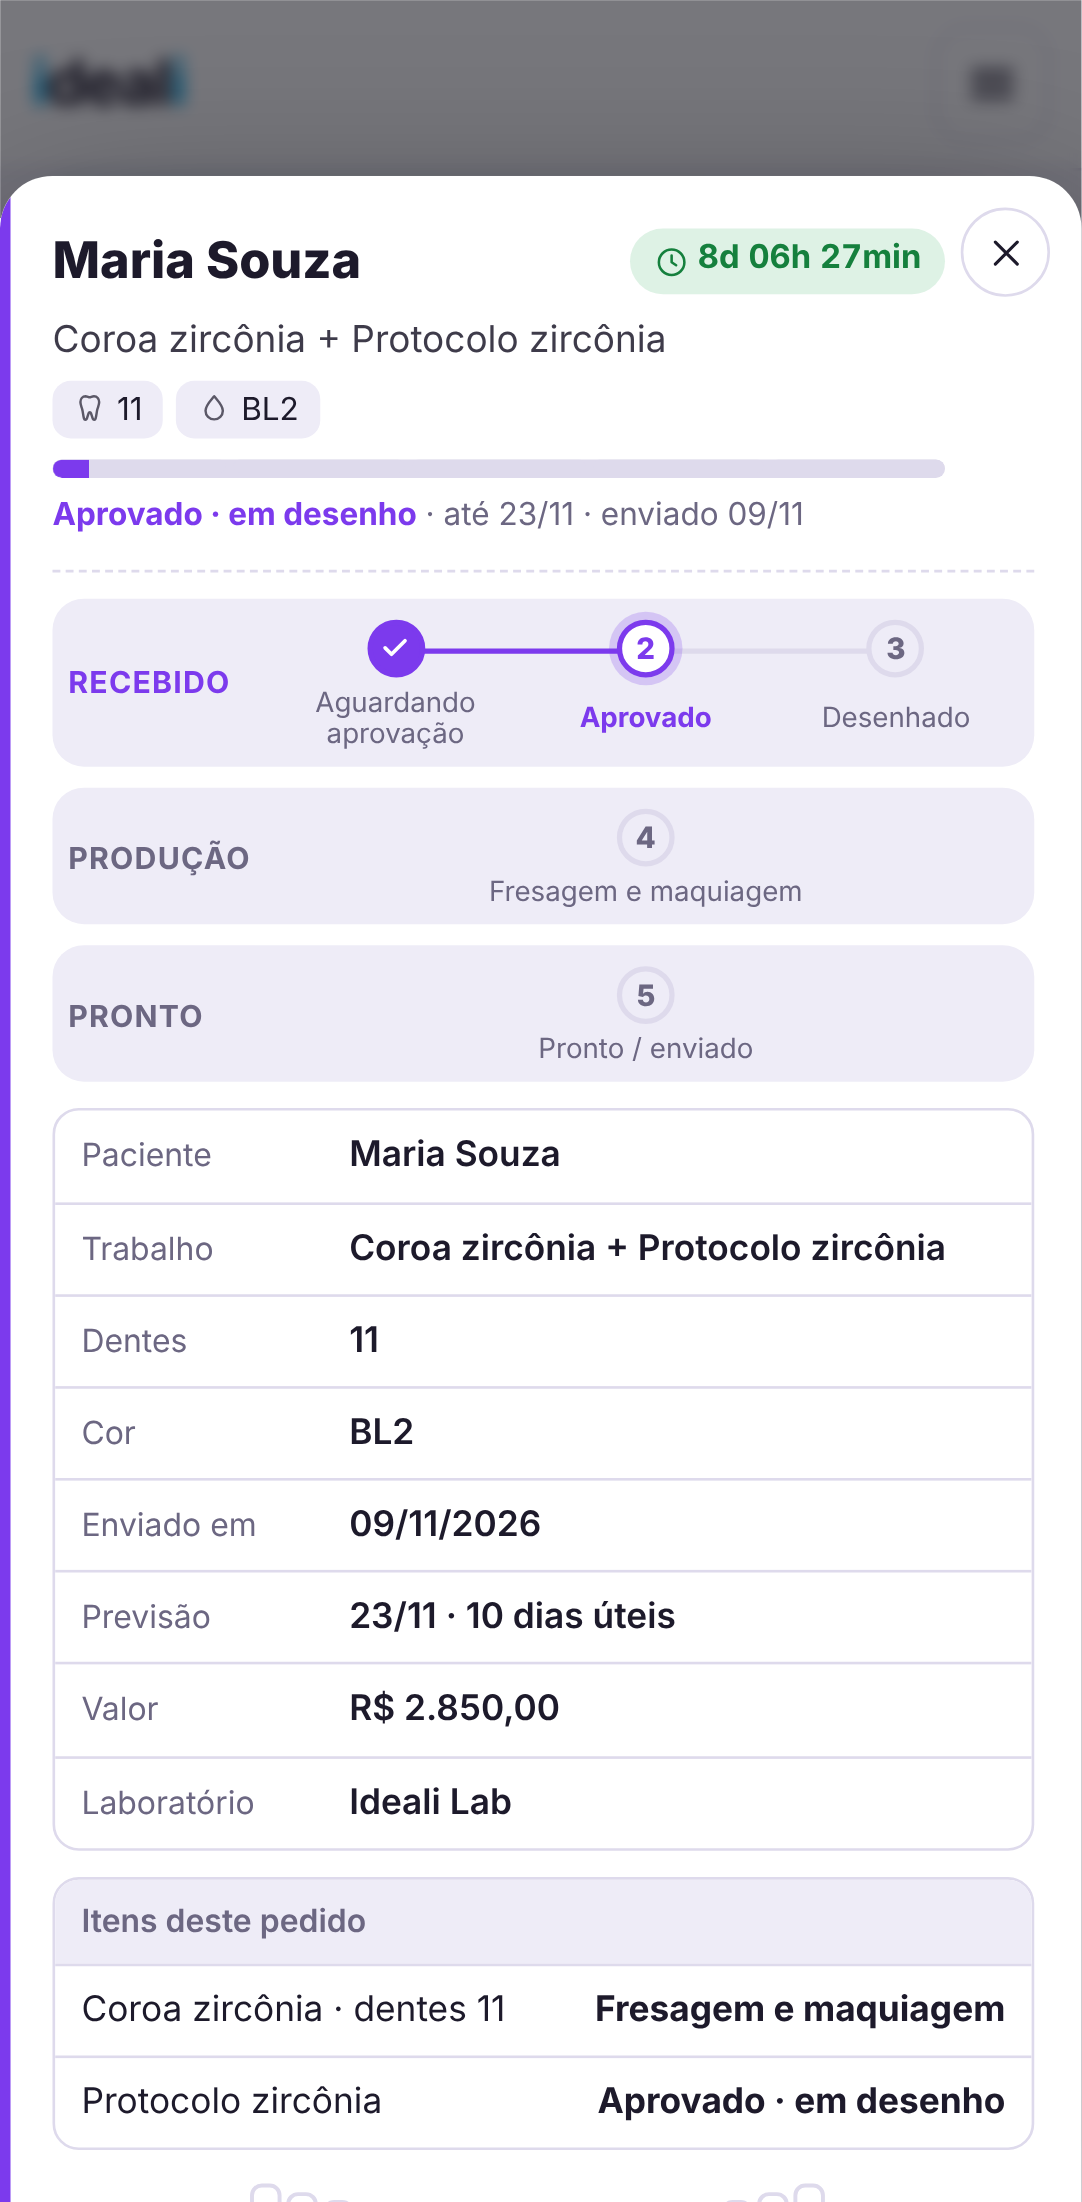 ideali
Maria Souza
8d 06h 27min
Coroa zircônia + Protocolo zircônia
11
BL2
Aprovado · em desenho · até 23/11 · enviado 09/11
RECEBIDO
2
3
Aguardando
aprovação
Aprovado
Desenhado
PRODUÇÃO
4
Fresagem e maquiagem
PRONTO
5
Pronto / enviado
Paciente Maria Souza
Trabalho Coroa zircônia + Protocolo zircônia
Dentes 11
Cor BL2
Enviado em 09/11/2026
Previsão 23/11 · 10 dias úteis
Valor R$ 2.850,00
Laboratório Ideali Lab
Itens deste pedido
Coroa zircônia · dentes 11 Fresagem e maquiagem
Protocolo zircônia Aprovado · em desenho